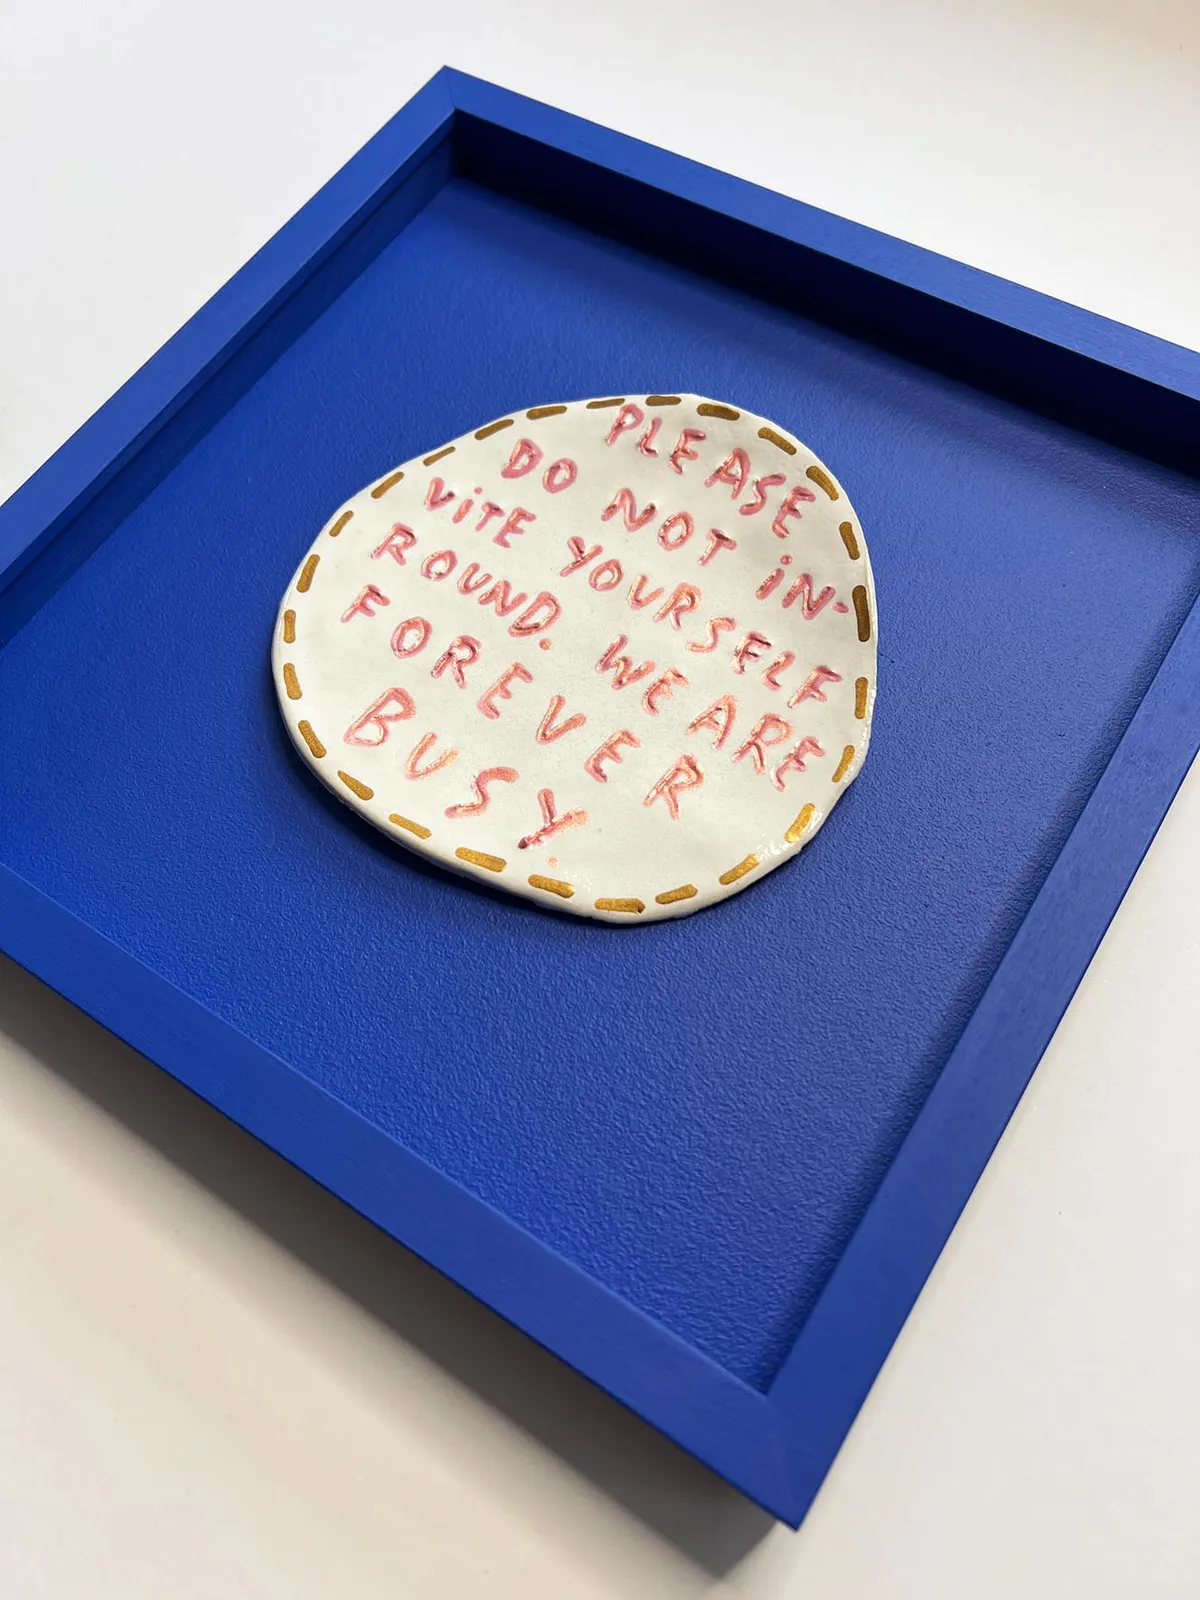 PLEASE
DO NOT iN-
ViTE YOURSELF
ROUND. WE ARE
FOREVER
BUSY.